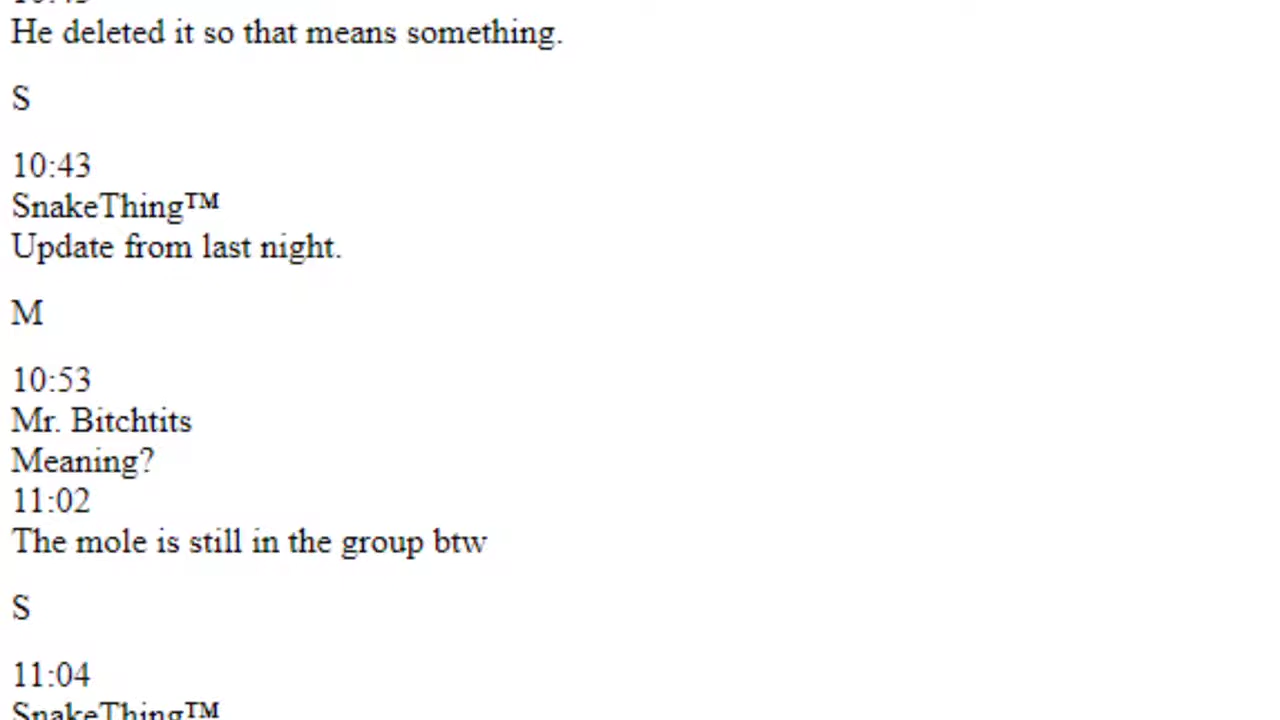 He deleted it so that means something.
S
10:43
SnakeThing™
Update from last night.
M
10:53
Mr. Bitchtits
Meaning?
11:02
The mole is still in the group btw
S
11:04
SnakeThing™